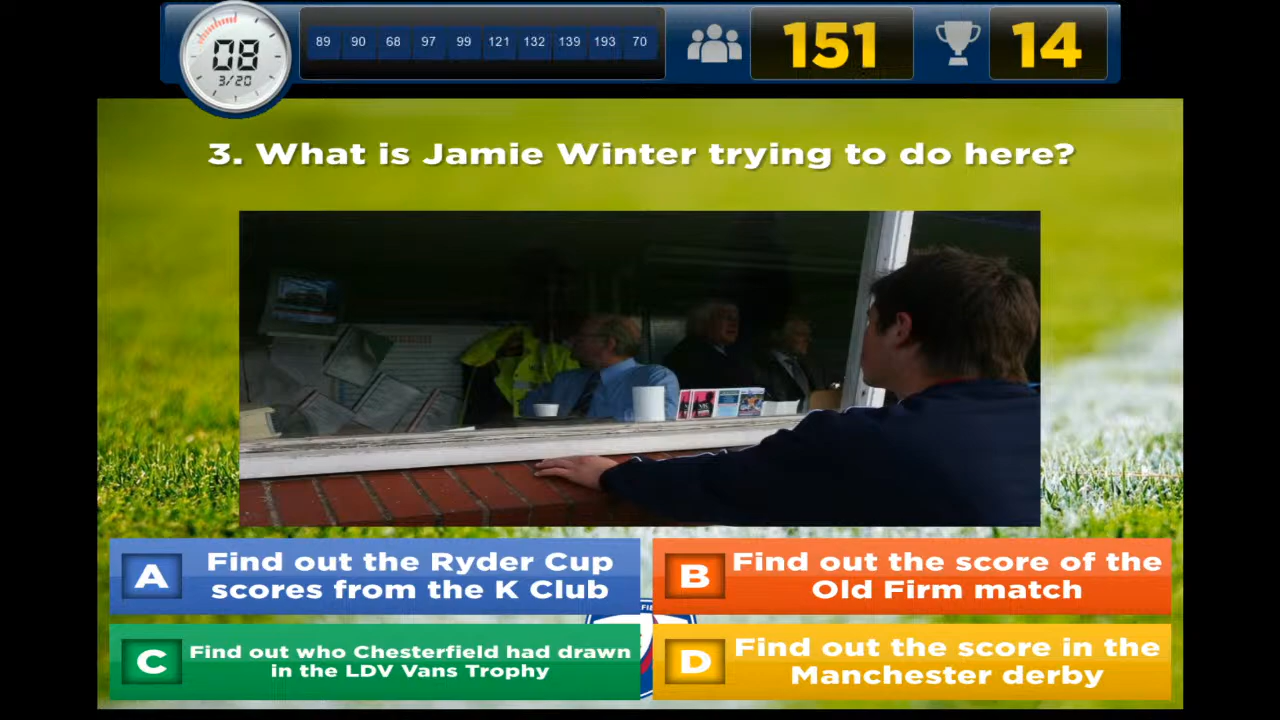 08
3/20
89 90 68 97 99 121 132 139 193 70
151
14
3. What is Jamie Winter trying to do here?
A
Find out the Ryder Cup
scores from the K Club
B
Find out the score of the
Old Firm match
C
Find out who Chesterfield had drawn
in the LDV Vans Trophy
D
Find out the score in the
Manchester derby